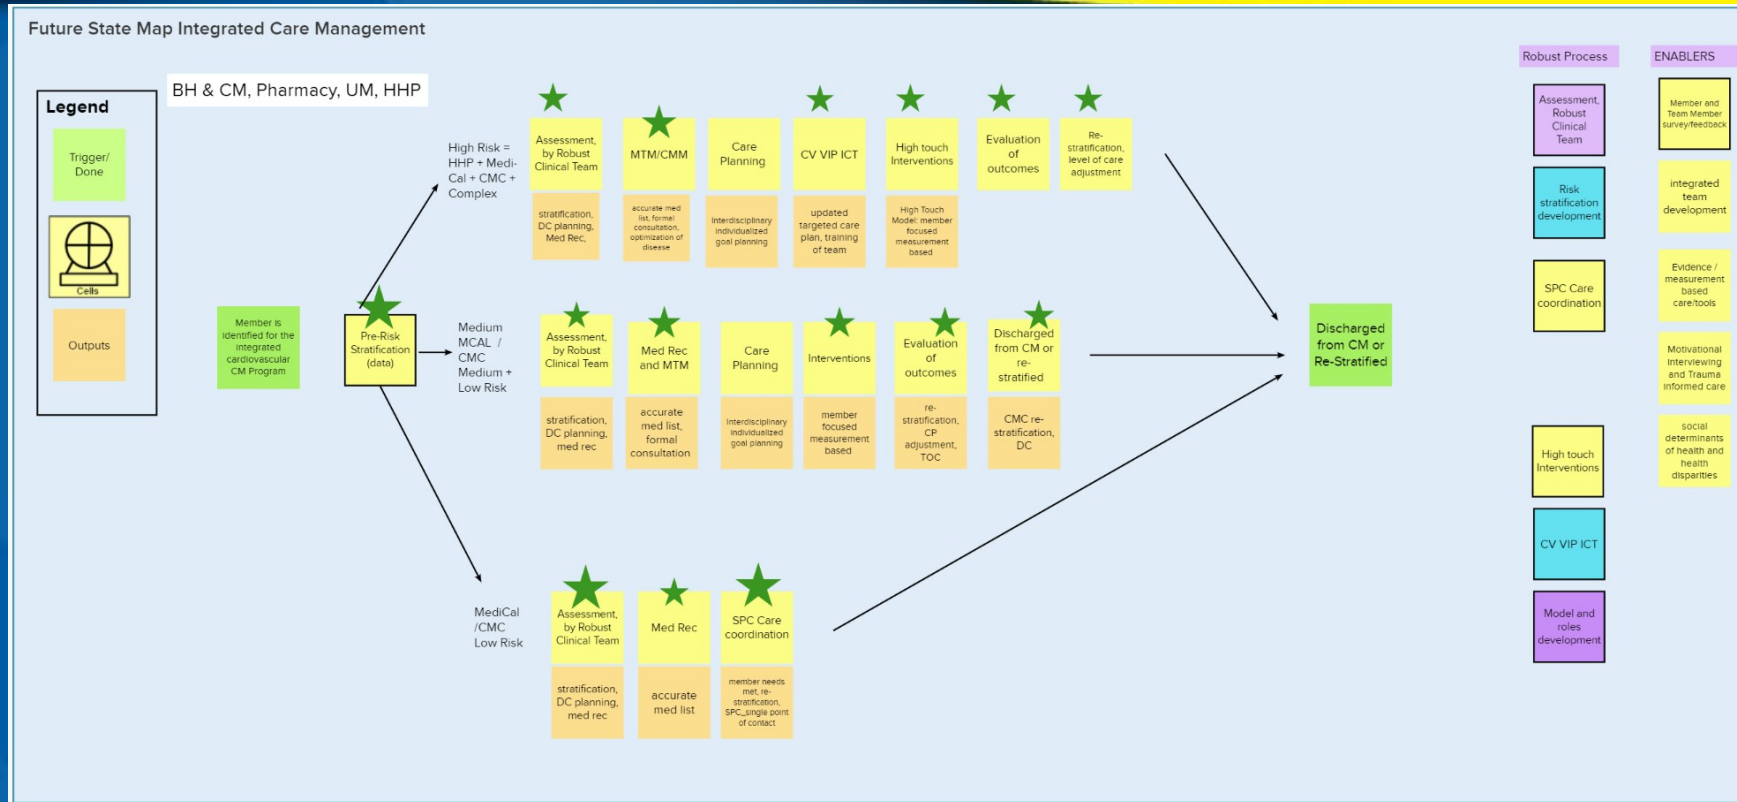 Future State Map Integrated Care Management
BH & CM, Pharmacy, UM, HHP
Legend
Trigger/
Done
Cells
Outputs
Member is
identified for the
integrated
cardiovascular
CM Program
Pre-Risk
Stratification
(data)
High Risk =
HHP + Medi-
Cal + CMC +
Complex
Assessment,
by Robust
Clinical Team
MTM/CMM
Care
Planning
CV VIP ICT
High touch
Interventions
Evaluation
of
outcomes
Re-
stratification,
level of care
adjustment
stratification,
DC planning,
Med Rec,
accurate med
list, formal
consultation,
optimization of
disease
Interdisciplinary
individualized
goal planning
updated
targeted care
plan, training
of team
High Touch
Model: member
focused
measurement
based
Medium
MCAL /
CMC
Medium +
Low Risk
Assessment,
by Robust
Clinical Team
Med Rec
and MTM
Care
Planning
Interventions
Evaluation
of
outcomes
Discharged
from CM or
re-
stratified
stratification,
DC planning,
med rec
accurate
med list,
formal
consultation
Interdisciplinary
individualized
goal planning
member
focused
measurement
based
re-
stratification,
CP
adjustment,
TOC
CMC re-
stratification,
DC
MediCal
/CMC
Low Risk
Assessment,
by Robust
Clinical Team
Med Rec
SPC Care
coordination
stratification,
DC planning,
med rec
accurate
med list
member needs
met, re-
stratification,
SPC_single point
of contact
Discharged
from CM or
Re-Stratified
Robust Process
Assessment,
Robust
Clinical
Team
Risk
stratification
development
SPC Care
coordination
High touch
Interventions
CV VIP ICT
Model and
roles
development
ENABLERS
Member and
Team Member
survey/feedback
integrated
team
development
Evidence /
measurement
based
care/tools
Motivational
Interviewing
and Trauma
Informed care
social
determinants
of health and
health
disparities